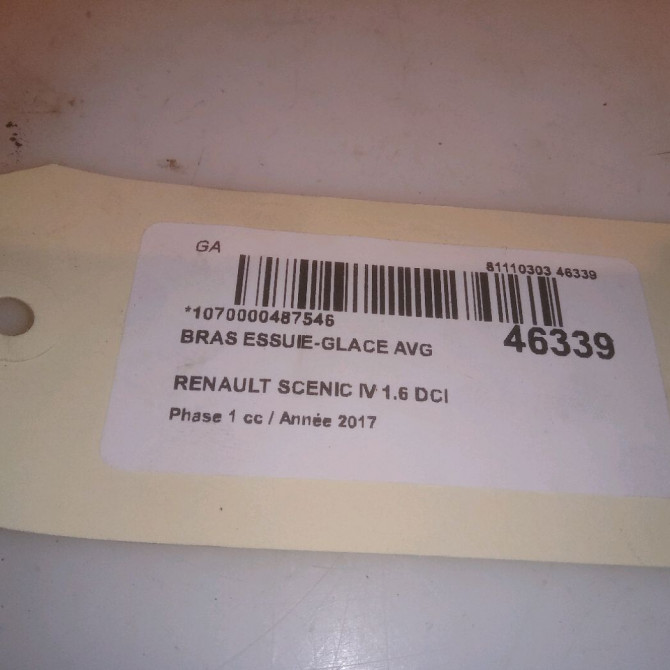 GA
81110303 46339
*1070000487546
46339
BRAS ESSUIE-GLACE AVG
RENAULT SCENIC IV 1.6 DCI
Phase 1 cc / Année 2017